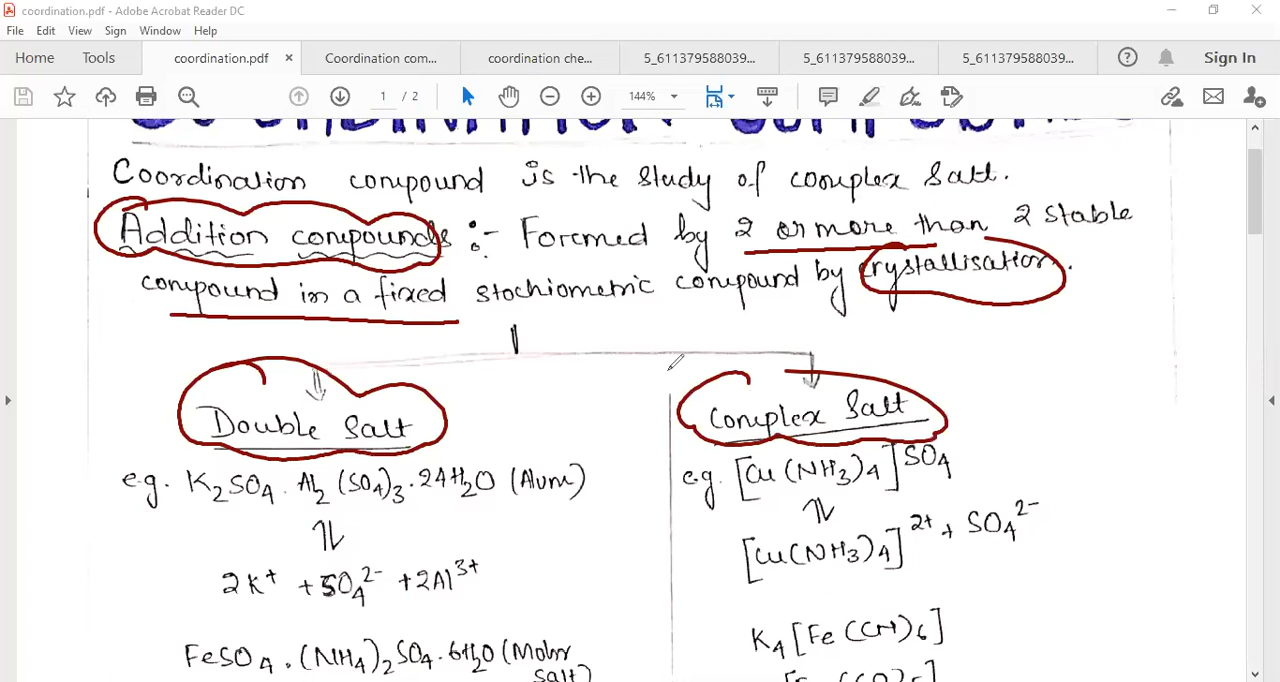 coordination.pdf - Adobe Acrobat Reader DC
File Edit View Sign Window Help
Home Tools coordination.pdf × Coordination com... coordination che... 5_611379588039... 5_611379588039... 5_611379588039... Sign In
1 / 2 144%
Coordination compound is the study of complex salt.
Addition compounds :- Formed by 2 or more than 2 stable
compound in a fixed stochiometric compound by crystallisation.
Double Salt
Complex Salt
e.g. K2SO4 . Al2 (SO4)3 . 24H2O (Alum)
⇌
2K+ + SO4 2- + 2Al3+
FeSO4 . (NH4)2 SO4 . 6H2O (Mohr
salt)
e.g. [Cu(NH3)4]SO4
⇌
[Cu(NH3)4]2+ + SO4 2-
K4 [Fe(CN)6]